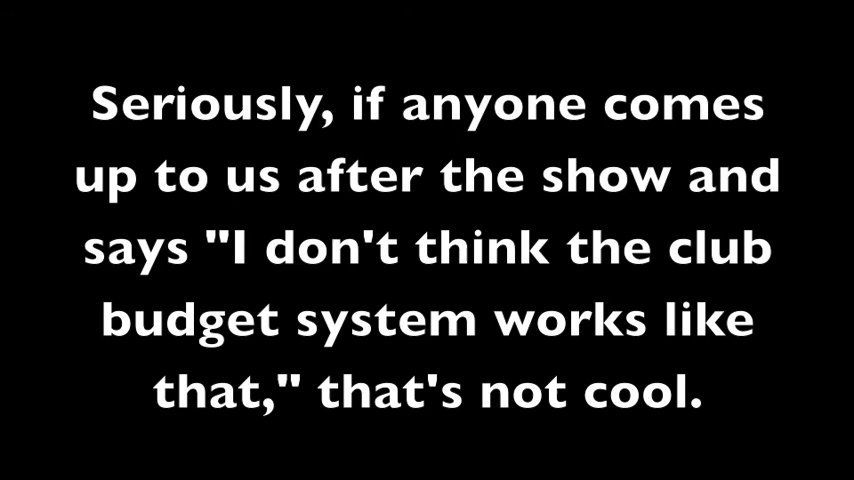 Seriously, if anyone comes
up to us after the show and
says "I don't think the club
budget system works like
that," that's not cool.